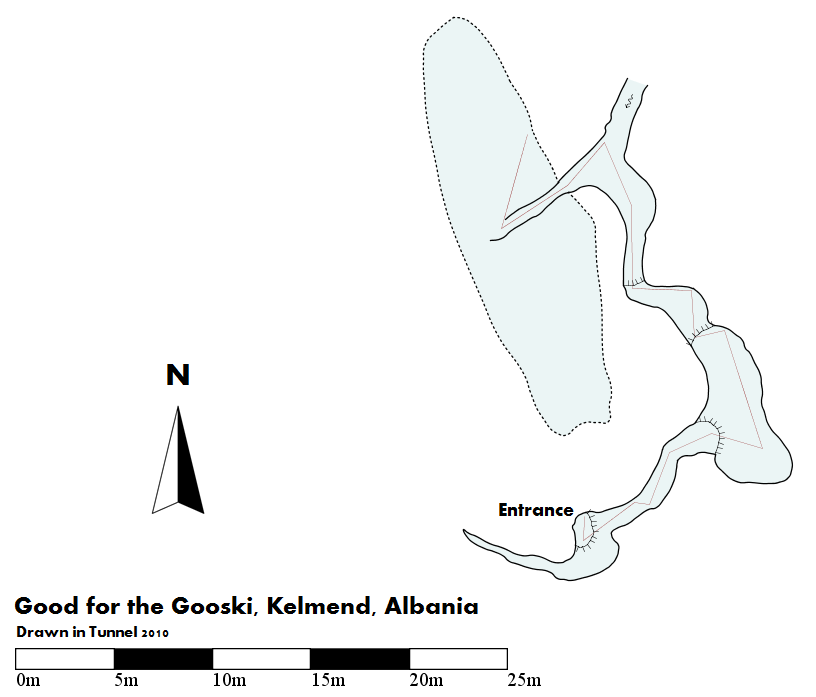 N
Entrance
Good for the Gooski, Kelmend, Albania
Drawn in Tunnel 2010
0m 5m 10m 15m 20m 25m